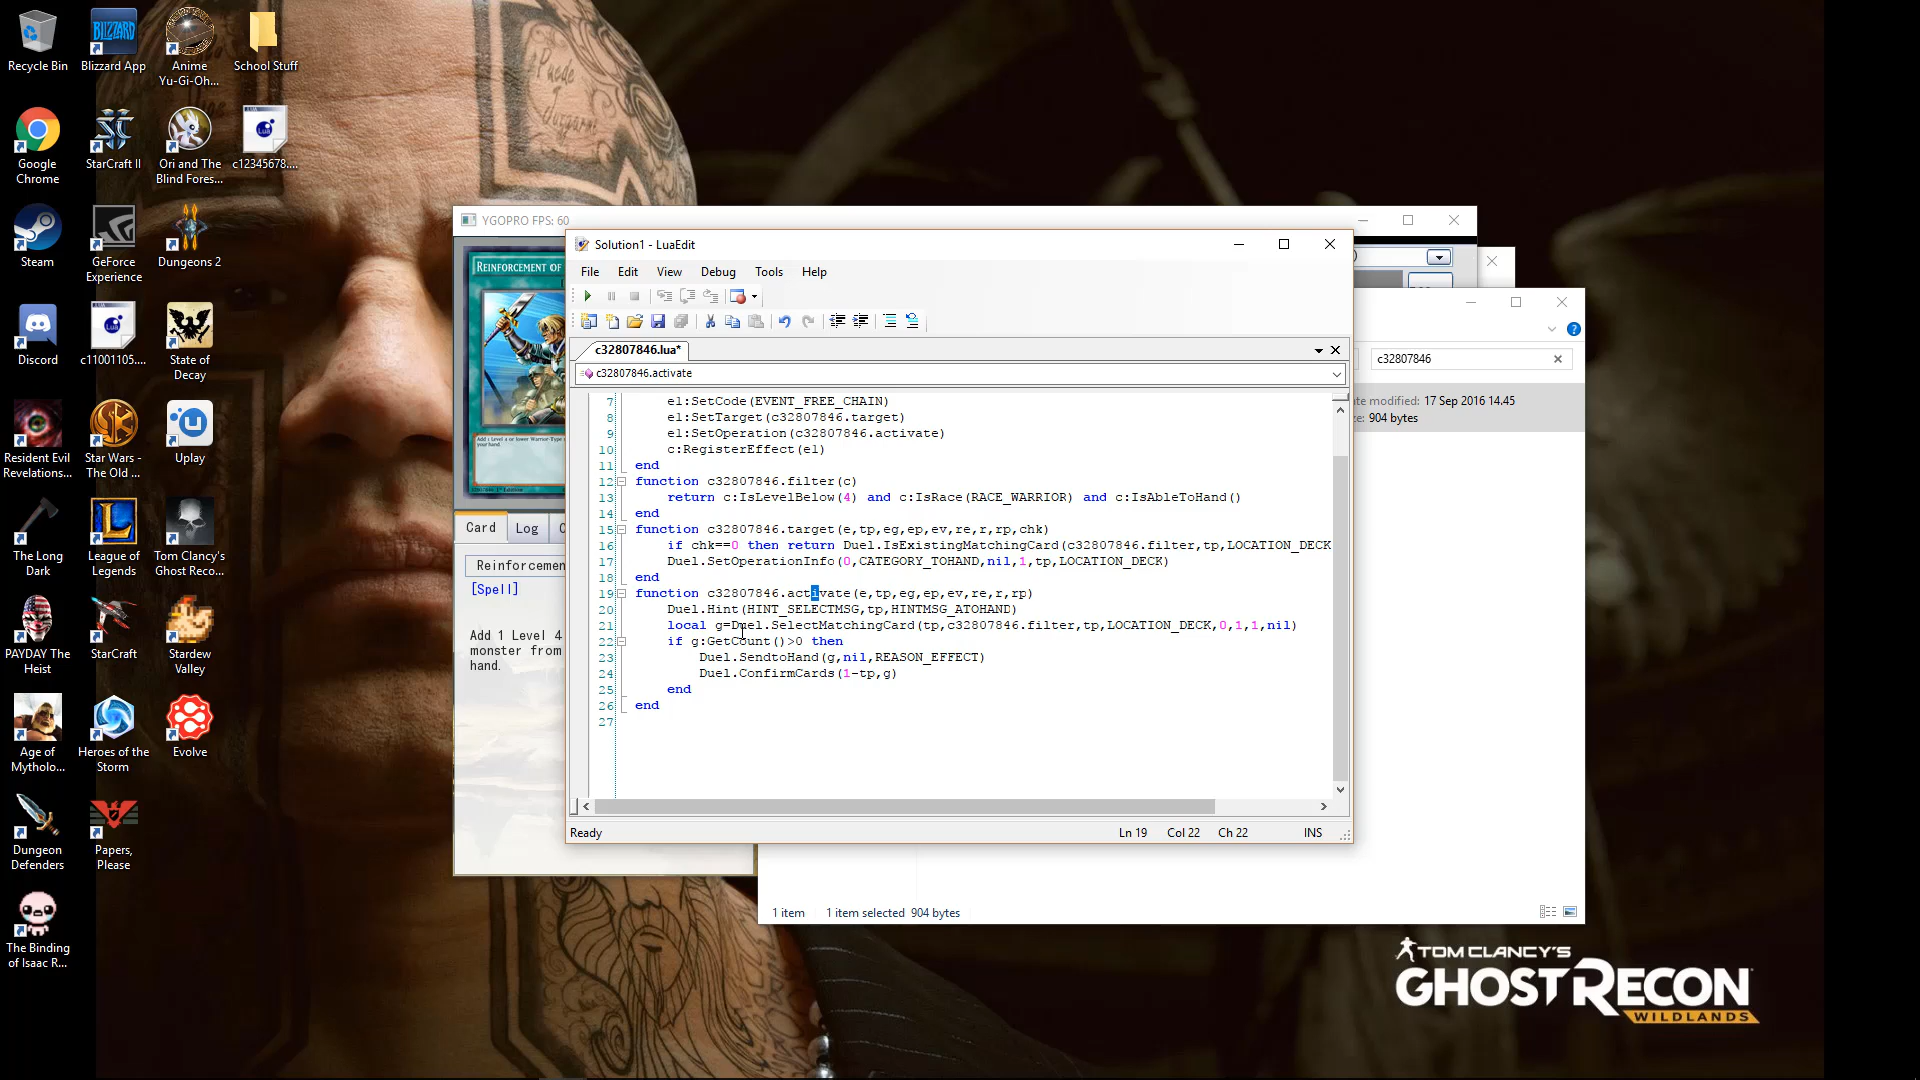 Recycle Bin
Blizzard App
Anime
Yu-Gi-Oh...
School Stuff
Google
Chrome
StarCraft II
Ori and The
Blind Fores...
c12345678....
Steam
GeForce
Experience
Dungeons 2
Discord
c11001105....
State of
Decay
Resident Evil
Revelations...
Star Wars -
The Old ...
Uplay
The Long
Dark
League of
Legends
Tom Clancy's
Ghost Reco...
PAYDAY The
Heist
StarCraft
Stardew
Valley
Age of
Mytholo...
Heroes of the
Storm
Evolve
Dungeon
Defenders
Papers,
Please
The Binding
of Isaac R...
YGOPRO FPS: 60
REINFORCEMENT OF
Card
Log
Reinforcemen
[Spell]
Add 1 Level 4
monster from
hand.
Solution1 - LuaEdit
File
Edit
View
Debug
Tools
Help
c32807846.lua*
c32807846.activate
7 e1:SetCode(EVENT_FREE_CHAIN)
8 e1:SetTarget(c32807846.target)
9 e1:SetOperation(c32807846.activate)
10 c:RegisterEffect(e1)
11 end
12 function c32807846.filter(c)
13 return c:IsLevelBelow(4) and c:IsRace(RACE_WARRIOR) and c:IsAbleToHand()
14 end
15 function c32807846.target(e,tp,eg,ep,ev,re,r,rp,chk)
16 if chk==0 then return Duel.IsExistingMatchingCard(c32807846.filter,tp,LOCATION_DECK
17 Duel.SetOperationInfo(0,CATEGORY_TOHAND,nil,1,tp,LOCATION_DECK)
18 end
19 function c32807846.activate(e,tp,eg,ep,ev,re,r,rp)
20 Duel.Hint(HINT_SELECTMSG,tp,HINTMSG_ATOHAND)
21 local g=Duel.SelectMatchingCard(tp,c32807846.filter,tp,LOCATION_DECK,0,1,1,nil)
22 if g:GetCount()>0 then
23 Duel.SendtoHand(g,nil,REASON_EFFECT)
24 Duel.ConfirmCards(1-tp,g)
25 end
26 end
27
Ready
Ln 19
Col 22
Ch 22
INS
c32807846
te modified: 17 Sep 2016 14.45
ze: 904 bytes
1 item
1 item selected 904 bytes
TOM CLANCY'S
GHOST RECON
WILDLANDS